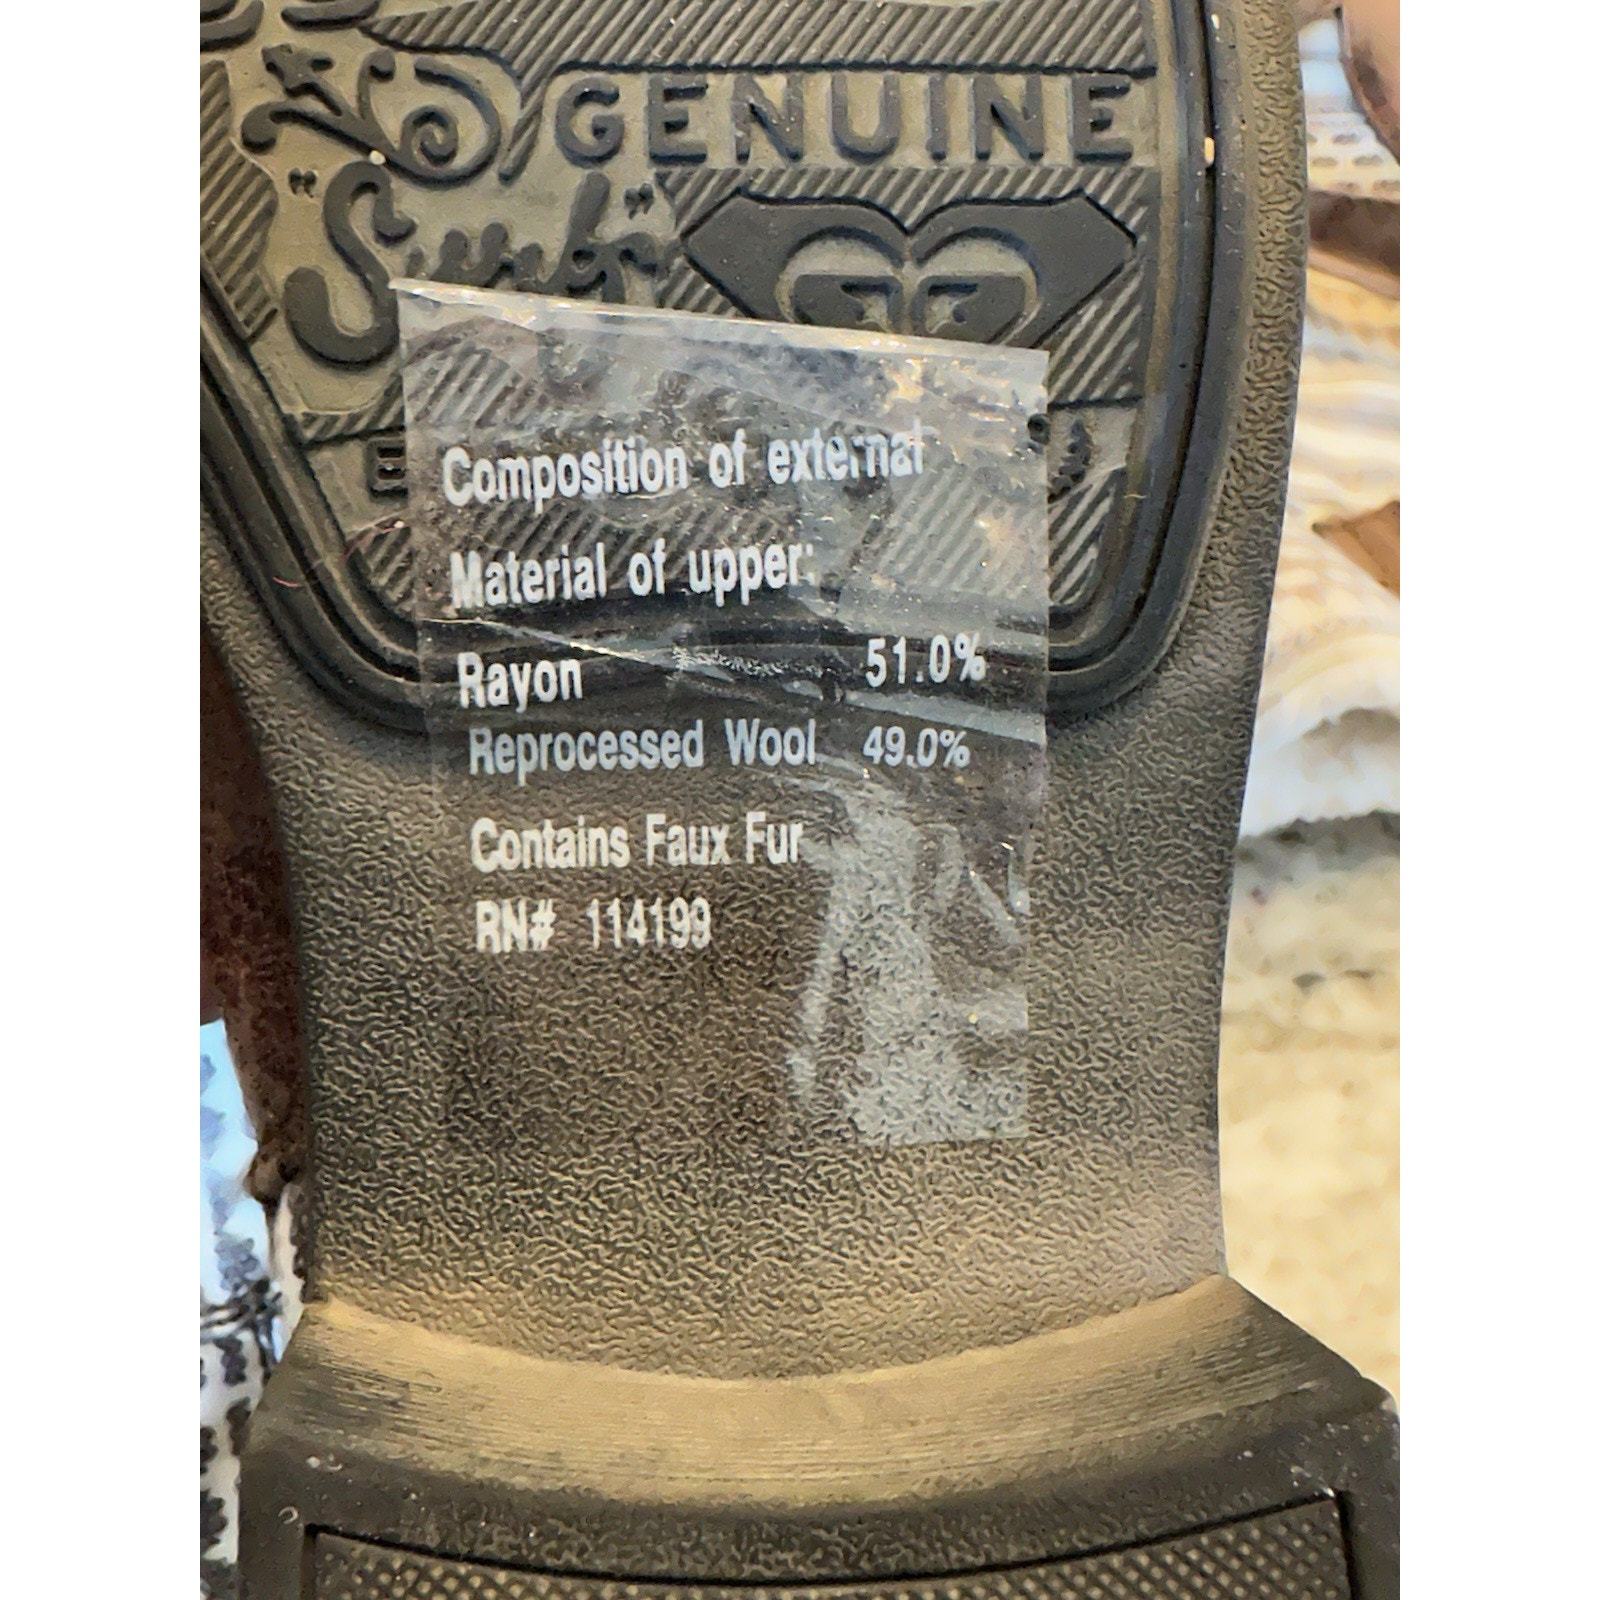 GENUINE
"Surf"
Composition of external
Material of upper:
Rayon 51.0%
Reprocessed Wool 49.0%
Contains Faux Fur
RN# 114199